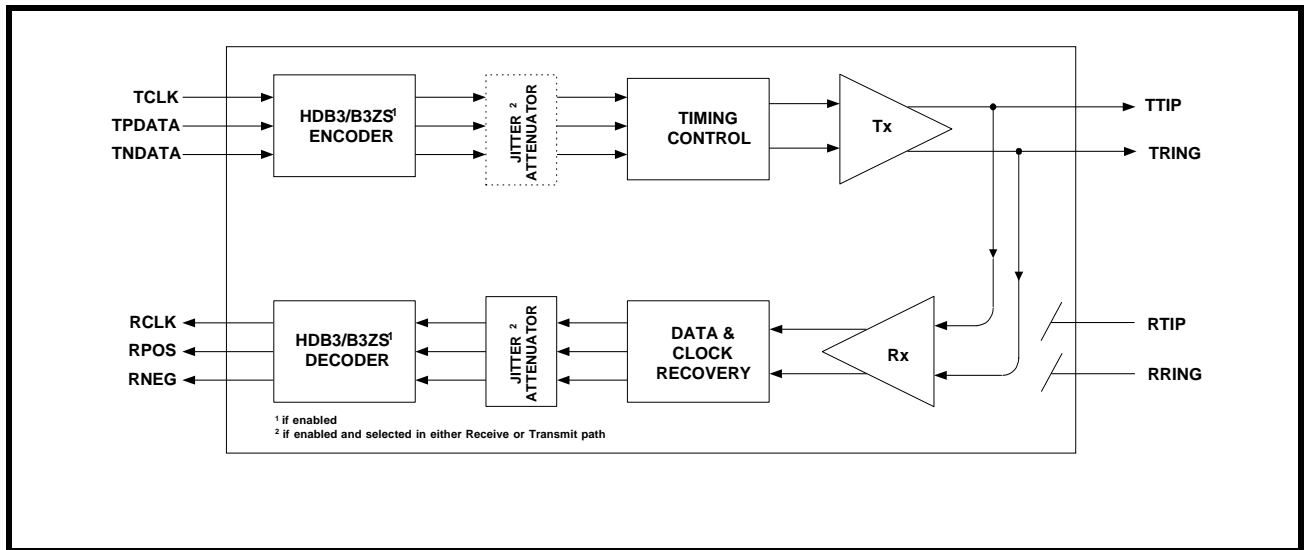 TCLK
TPDATA
TNDATA
HDB3/B3ZS¹
ENCODER
JITTER ²
ATTENUATOR
TIMING
CONTROL
Tx
TTIP
TRING
RCLK
RPOS
RNEG
HDB3/B3ZS¹
DECODER
JITTER ²
ATTENUATOR
DATA &
CLOCK
RECOVERY
Rx
RTIP
RRING
¹ if enabled
² if enabled and selected in either Receive or Transmit path